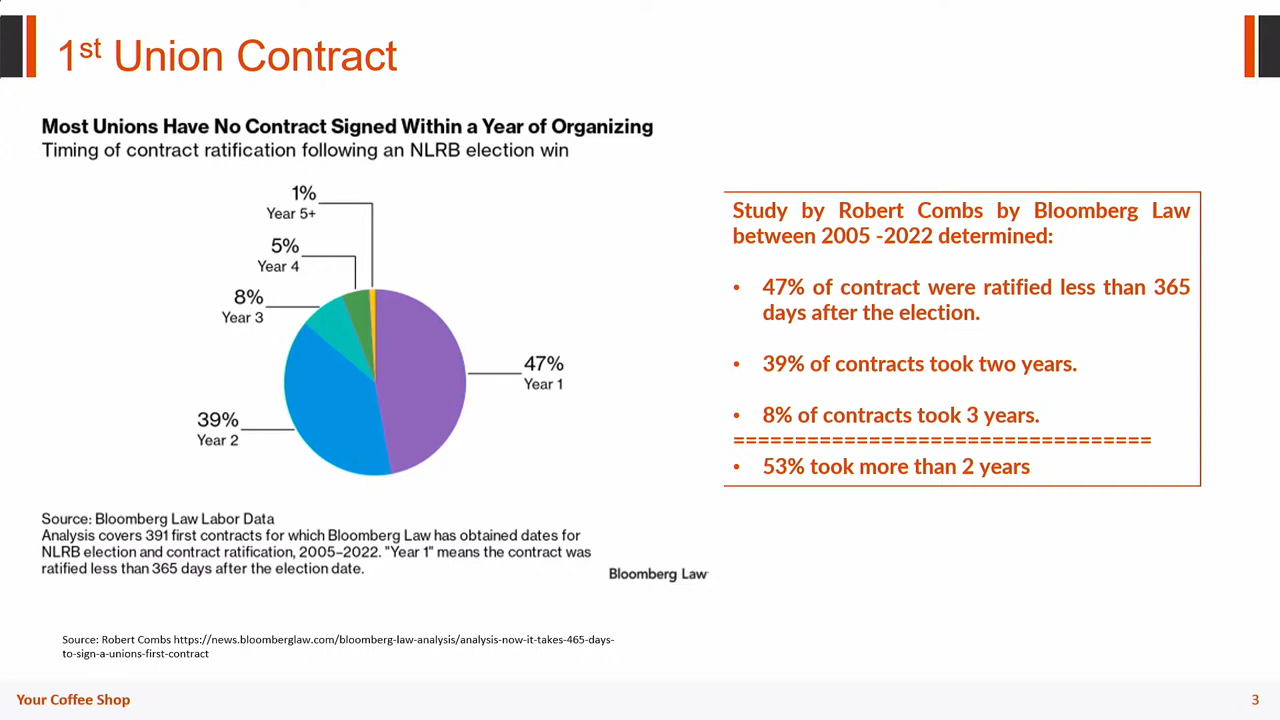 1st Union Contract
Most Unions Have No Contract Signed Within a Year of Organizing
Timing of contract ratification following an NLRB election win
1%
Year 5+
5%
Year 4
8%
Year 3
47%
Year 1
39%
Year 2
Source: Bloomberg Law Labor Data
Analysis covers 391 first contracts for which Bloomberg Law has obtained dates for
NLRB election and contract ratification, 2005–2022. "Year 1" means the contract was
ratified less than 365 days after the election date.
Bloomberg Law
Study by Robert Combs by Bloomberg Law
between 2005 -2022 determined:
• 47% of contract were ratified less than 365
days after the election.
• 39% of contracts took two years.
• 8% of contracts took 3 years.
==================================
• 53% took more than 2 years
Source: Robert Combs https://news.bloomberglaw.com/bloomberg-law-analysis/analysis-now-it-takes-465-days-
to-sign-a-unions-first-contract
Your Coffee Shop
3